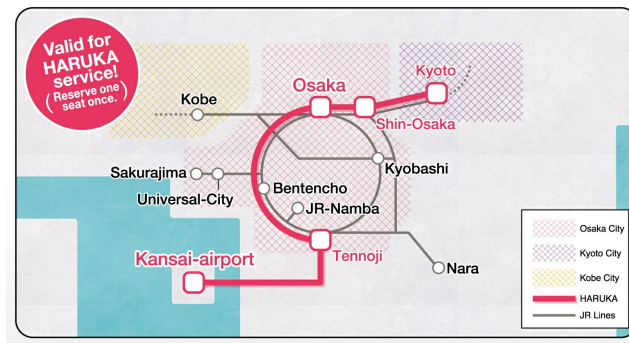 Valid for
HARUKA
service!
(Reserve one
seat once.)
Kobe
Osaka
Kyoto
Shin-Osaka
Kyobashi
Sakurajima
Universal-City
Bentencho
JR-Namba
Kansai-airport
Tennoji
Nara
Osaka City
Kyoto City
Kobe City
HARUKA
JR Lines